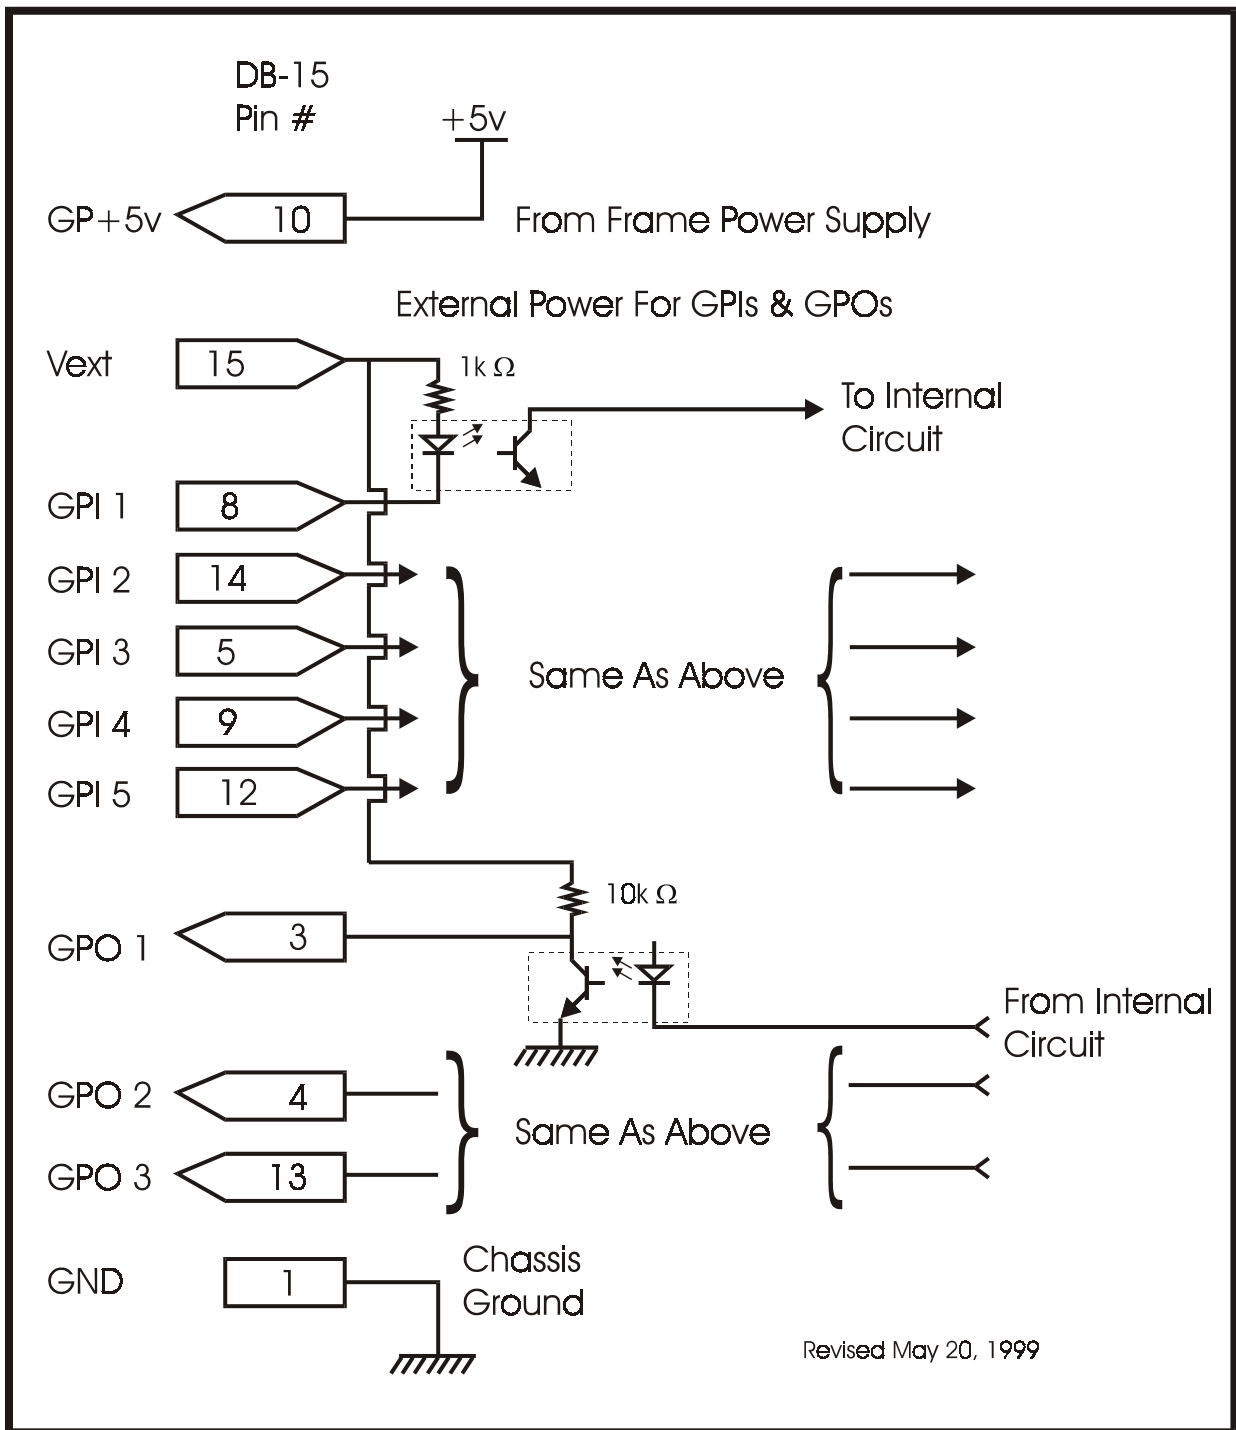 DB-15
Pin #
+5v
GP+5v
10
From Frame Power Supply
External Power For GPIs & GPOs
Vext
15
1k Ω
To Internal
Circuit
GPI 1
8
GPI 2
14
GPI 3
5
Same As Above
GPI 4
9
GPI 5
12
10k Ω
GPO 1
3
From Internal
Circuit
GPO 2
4
Same As Above
GPO 3
13
GND
1
Chassis
Ground
Revised May 20, 1999